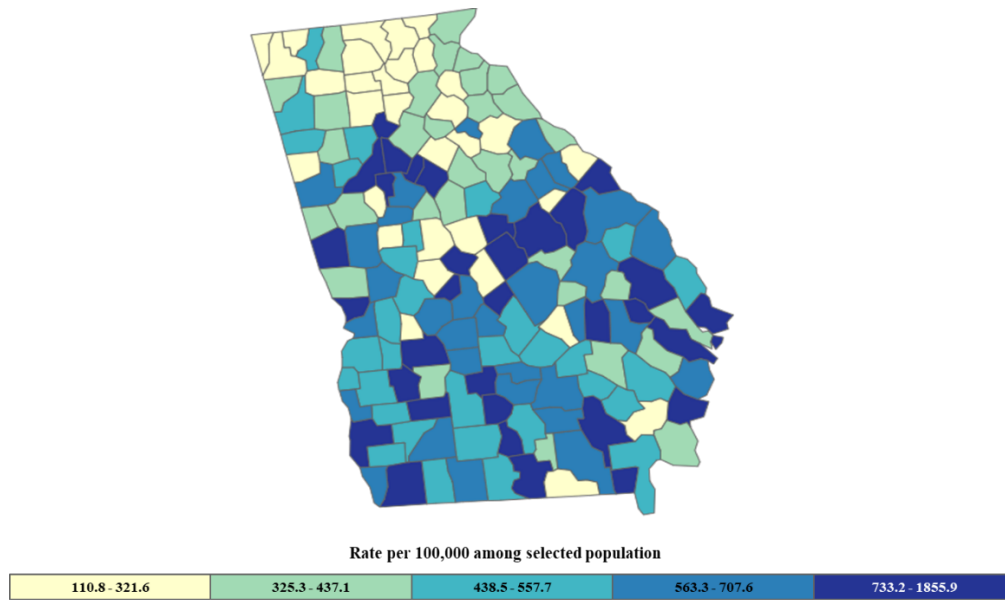 Rate per 100,000 among selected population
110.8 - 321.6 325.3 - 437.1 438.5 - 557.7 563.3 - 707.6 733.2 - 1855.9